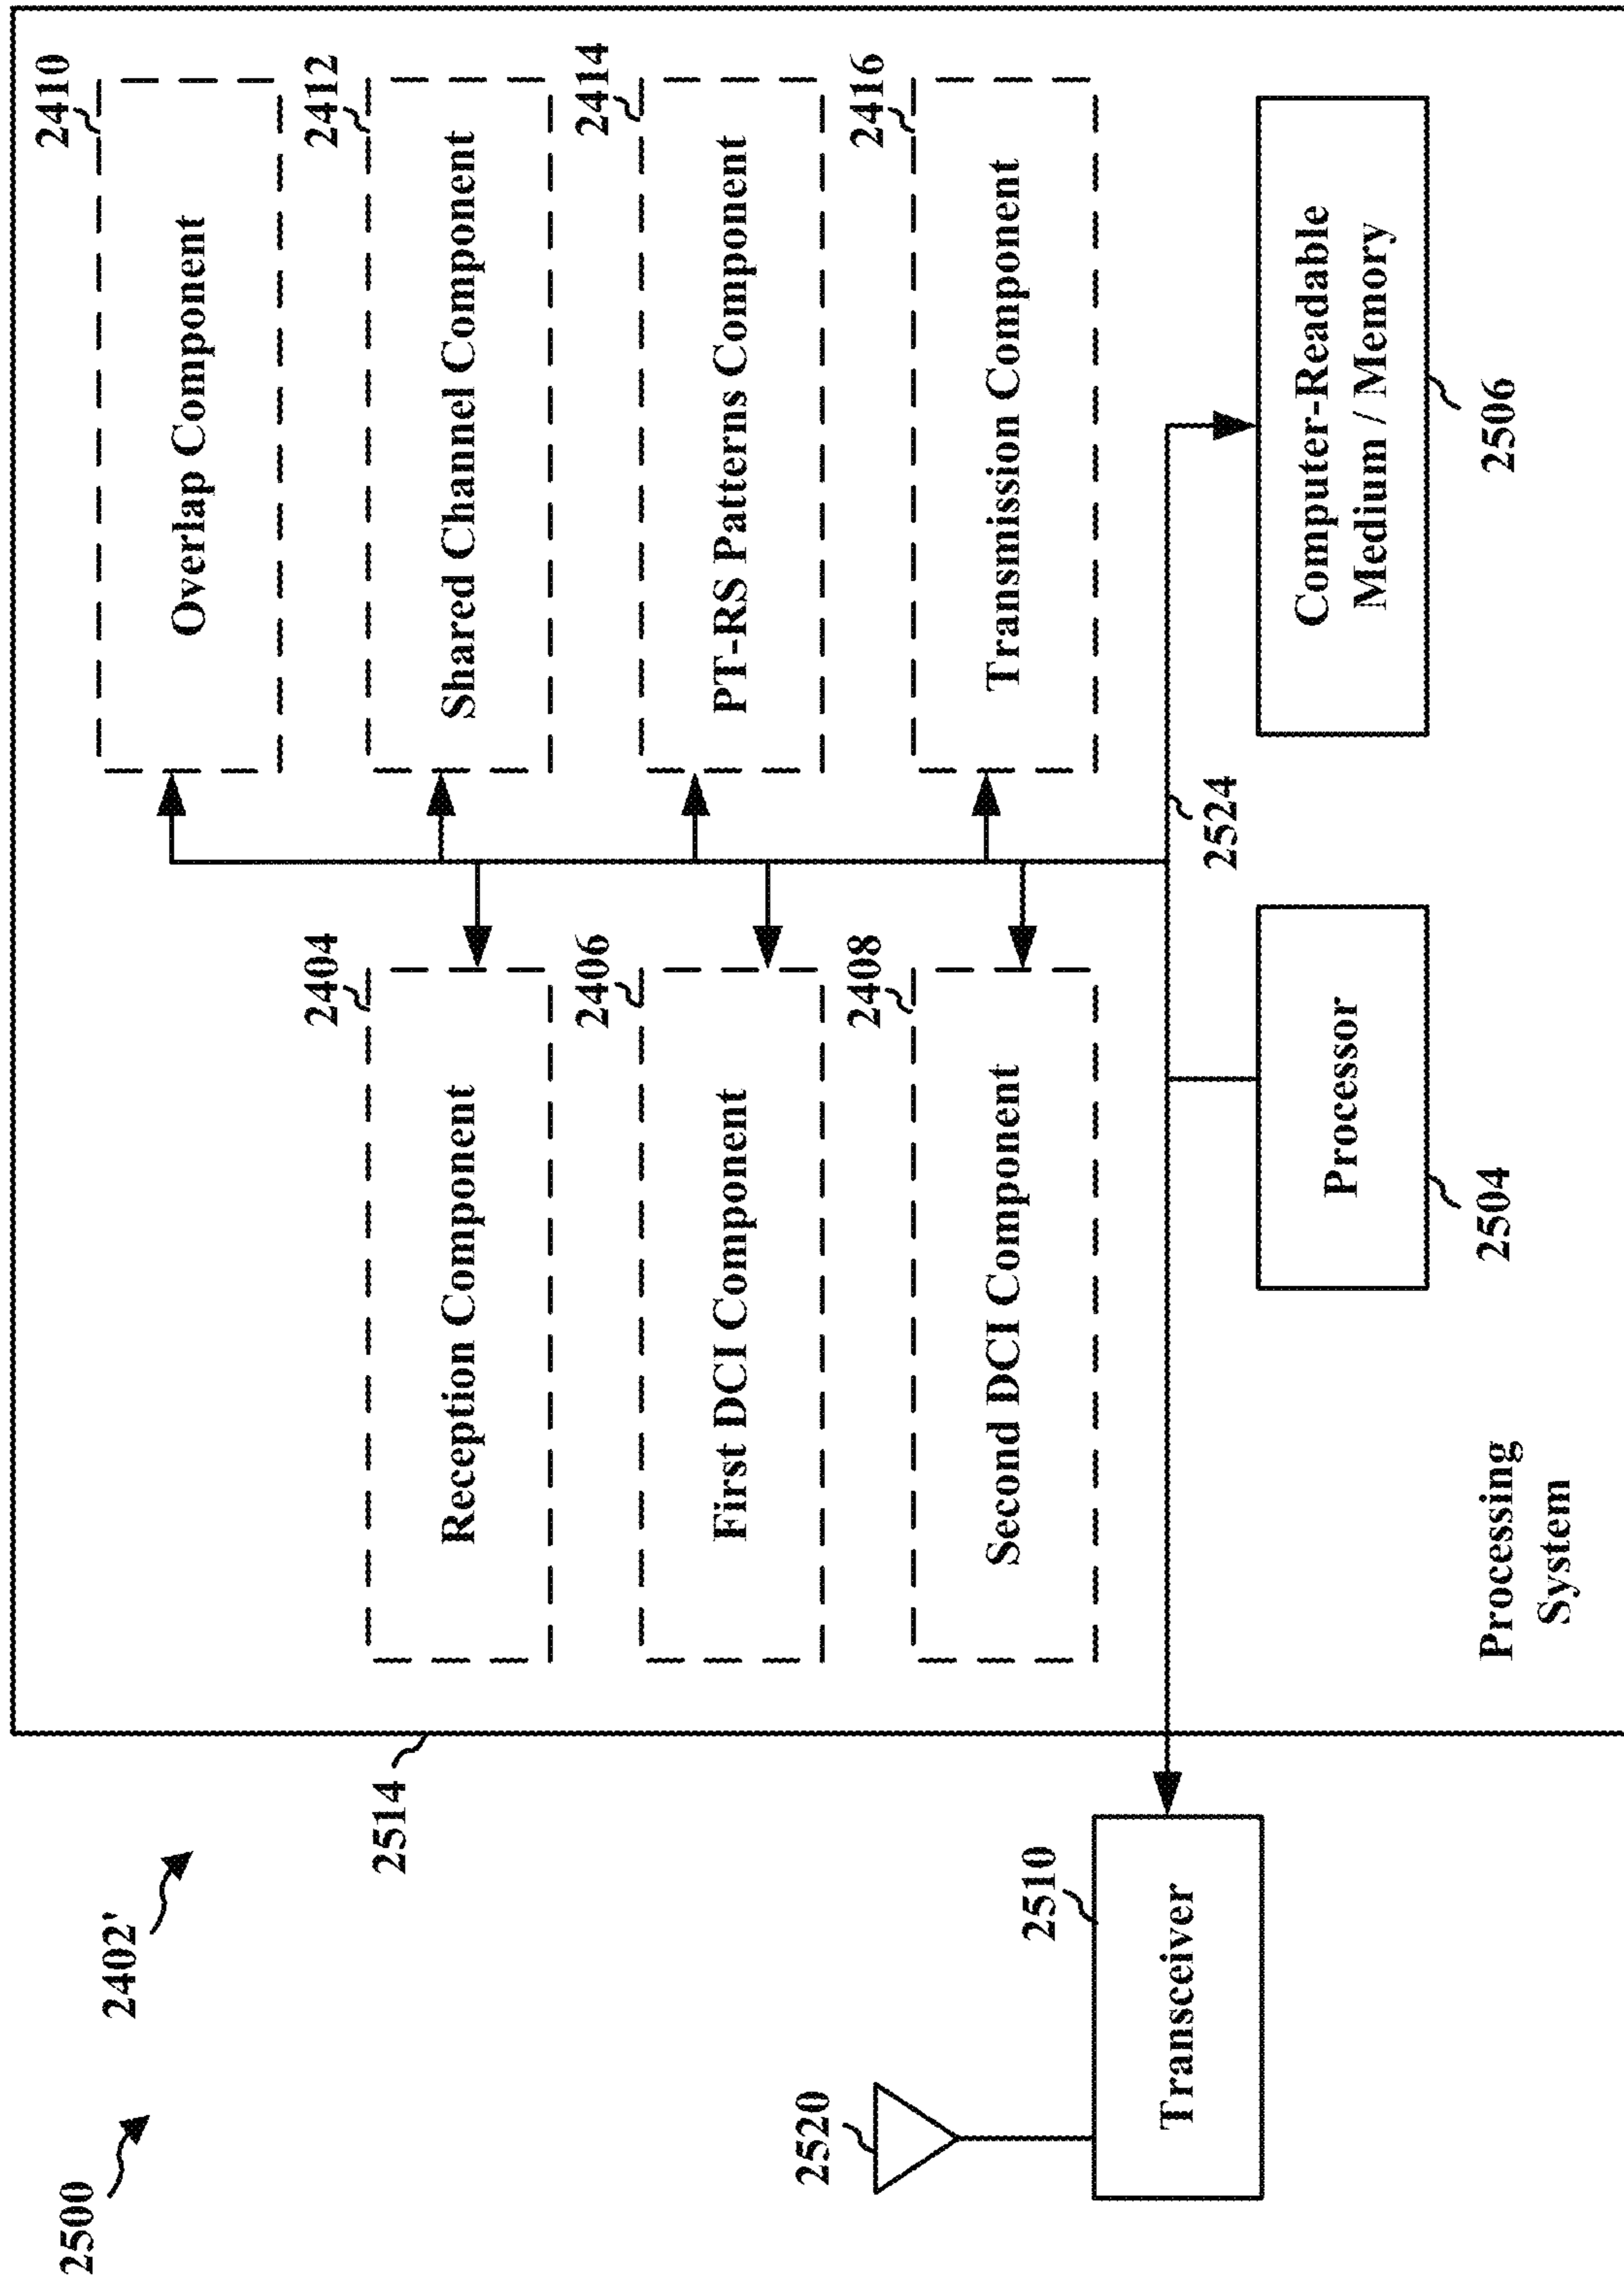 2500
2402'
2514
2410
Overlap Component
2404
Reception Component
2412
Shared Channel Component
2406
First DCI Component
2414
PT-RS Patterns Component
2408
Second DCI Component
2416
Transmission Component
2520
2510
Transceiver
2524
Processor
2504
Computer-Readable
Medium / Memory
2506
Processing
System